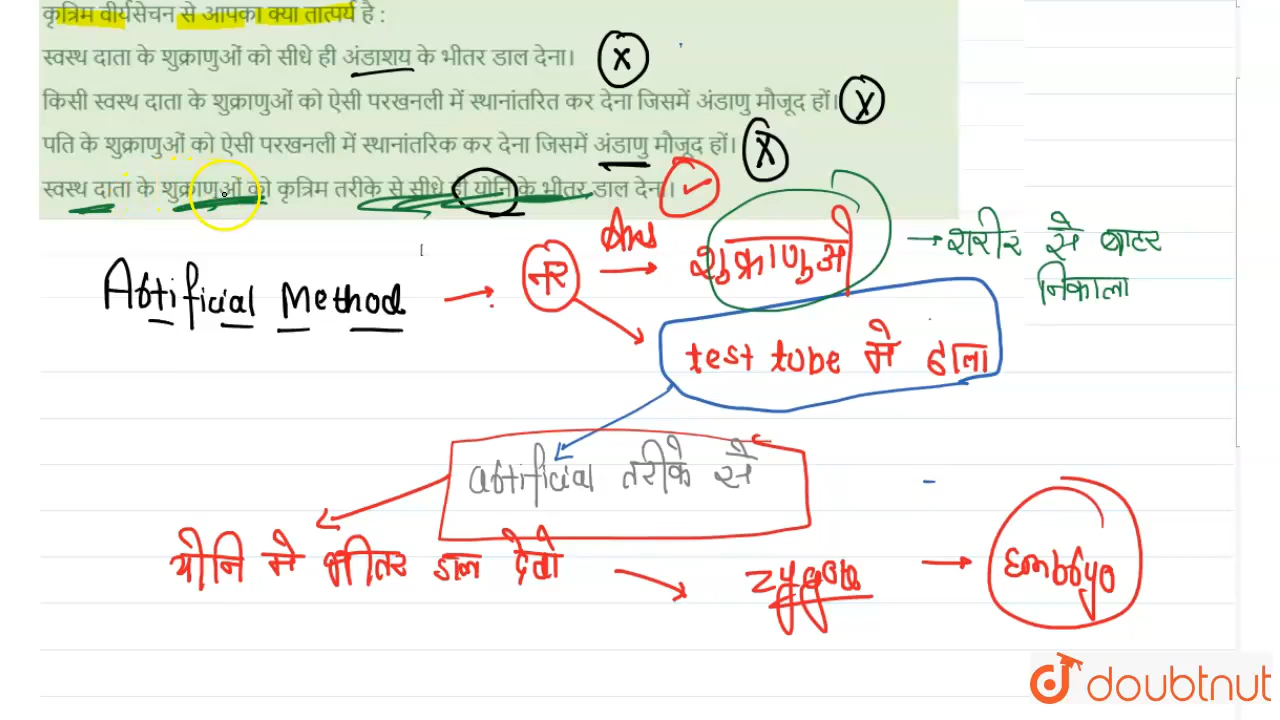 कृत्रिम वीर्यसेचन से आपका क्या तात्पर्य है :
स्वस्थ दाता के शुक्राणुओं को सीधे ही अंडाशय के भीतर डाल देना। X
किसी स्वस्थ दाता के शुक्राणुओं को ऐसी परखनली में स्थानांतरित कर देना जिसमें अंडाणु मौजूद हों। X
पति के शुक्राणुओं को ऐसी परखनली में स्थानांतरिक कर देना जिसमें अंडाणु मौजूद हों। X
स्वस्थ दाता के शुक्राणुओं को कृत्रिम तरीके से सीधे ही योनि के भीतर डाल देना। ✓
Ans
Artificial Method → नर → शुक्राणुओ → शरीर से बाहर
निकाला
test tube मे डाला
artificial तरीके से
योनि मे भीतर डाल देवो → zygote → Embryo
doubtnut